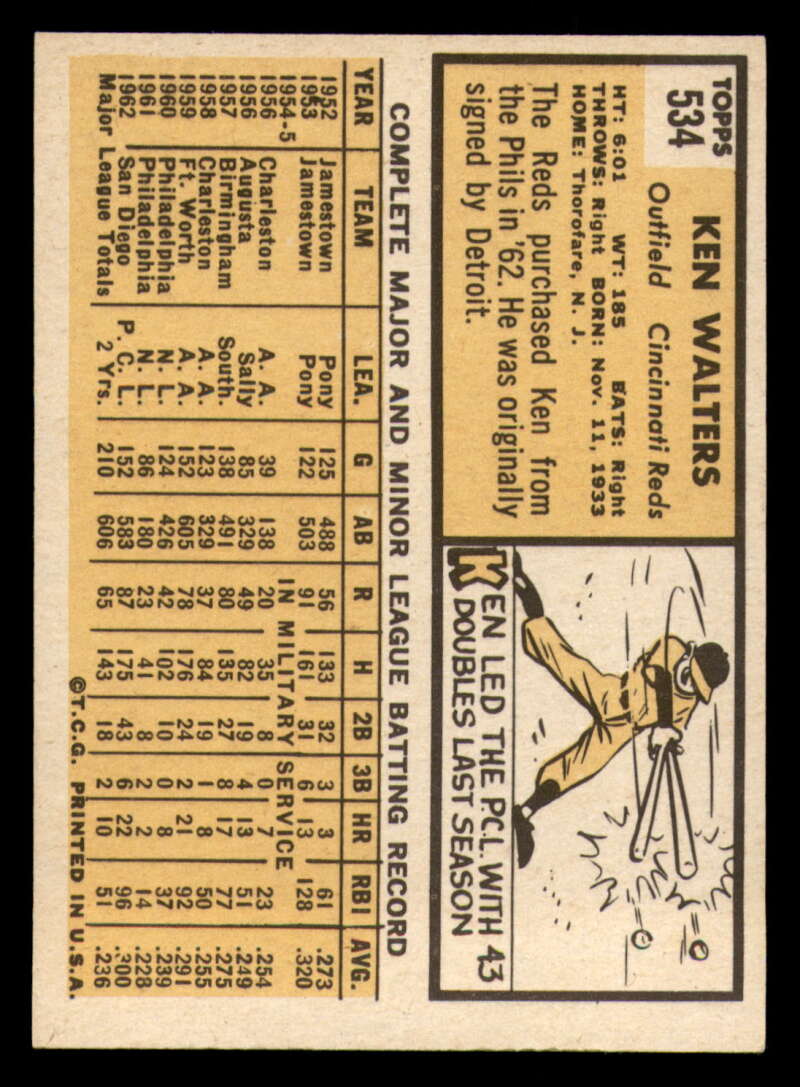 TOPPS
534
KEN WALTERS
Outfield Cincinnati Reds
HT: 6:01 WT: 185 BATS: Right
THROWS: Right BORN: Nov. 11, 1933
HOME: Thorofare, N. J.
The Reds purchased Ken from
the Phils in '62. He was originally
signed by Detroit.
KEN LED THE P.C.L. WITH 43
DOUBLES LAST SEASON
COMPLETE MAJOR AND MINOR LEAGUE BATTING RECORD
YEAR TEAM LEA. G AB R H 2B 3B HR RBI AVG.
1952 Jamestown Pony 125 488 56 133 32 3 3 61 .273
1953 Jamestown Pony 122 503 91 161 31 6 13 128 .320
1954-5 IN MILITARY SERVICE
1956 Charleston A. A. 39 138 20 35 8 0 7 23 .254
1956 Augusta Sally 85 329 49 82 19 4 13 51 .249
1957 Birmingham South. 138 491 80 135 27 8 17 77 .275
1958 Charleston A. A. 123 329 37 84 19 1 8 50 .255
1959 Ft. Worth A. A. 152 605 78 176 24 2 21 92 .291
1960 Philadelphia N. L. 124 426 42 102 10 0 8 37 .239
1961 Philadelphia N. L. 86 180 23 41 8 2 2 14 .228
1962 San Diego P. C. L. 152 583 87 175 43 6 22 96 .300
Major League Totals 2 Yrs. 210 606 65 143 18 2 10 51 .236
©T.C.G. PRINTED IN U.S.A.